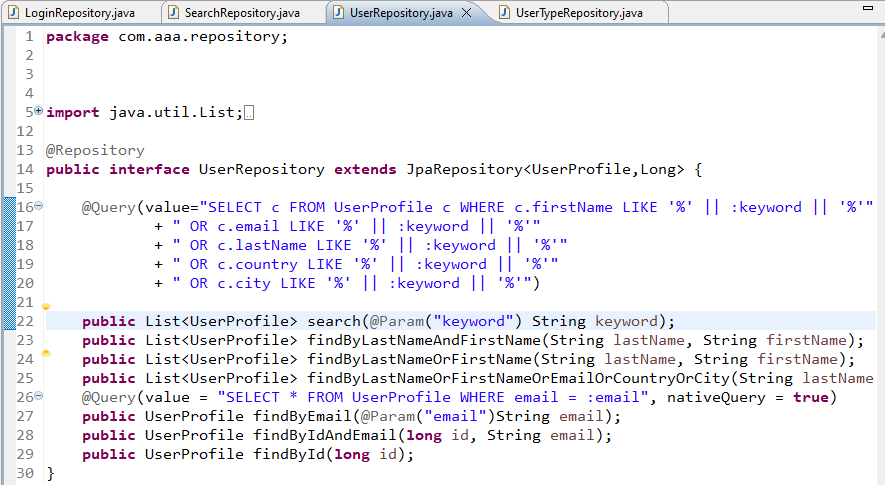 LoginRepository.java SearchRepository.java UserRepository.java UserTypeRepository.java
1 package com.aaa.repository;
2
3
4
5 import java.util.List;
12
13 @Repository
14 public interface UserRepository extends JpaRepository<UserProfile,Long> {
15
16 @Query(value="SELECT c FROM UserProfile c WHERE c.firstName LIKE '%' || :keyword || '%'"
17 + " OR c.email LIKE '%' || :keyword || '%'"
18 + " OR c.lastName LIKE '%' || :keyword || '%'"
19 + " OR c.country LIKE '%' || :keyword || '%'"
20 + " OR c.city LIKE '%' || :keyword || '%'")
21
22 public List<UserProfile> search(@Param("keyword") String keyword);
23 public List<UserProfile> findByLastNameAndFirstName(String lastName, String firstName);
24 public List<UserProfile> findByLastNameOrFirstName(String lastName, String firstName);
25 public List<UserProfile> findByLastNameOrFirstNameOrEmailOrCountryOrCity(String lastName
26 @Query(value = "SELECT * FROM UserProfile WHERE email = :email", nativeQuery = true)
27 public UserProfile findByEmail(@Param("email")String email);
28 public UserProfile findByIdAndEmail(long id, String email);
29 public UserProfile findById(long id);
30 }